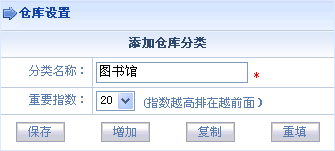 仓库设置
添加仓库分类
分类名称： 图书馆 *
重要指数： 20 (指数越高排在越前面)
保存 增加 复制 重填